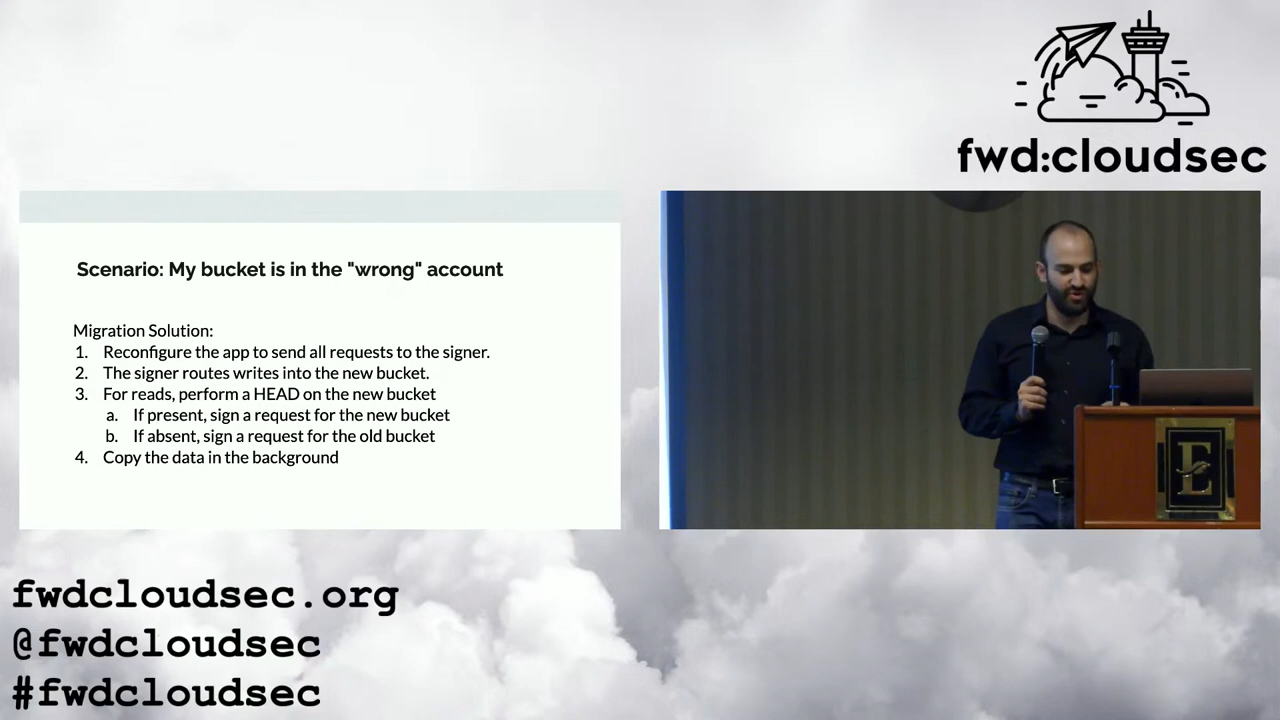 fwd:cloudsec
Scenario: My bucket is in the "wrong" account
Migration Solution:
1. Reconfigure the app to send all requests to the signer.
2. The signer routes writes into the new bucket.
3. For reads, perform a HEAD on the new bucket
a. If present, sign a request for the new bucket
b. If absent, sign a request for the old bucket
4. Copy the data in the background
E
fwdcloudsec.org
@fwdcloudsec
#fwdcloudsec